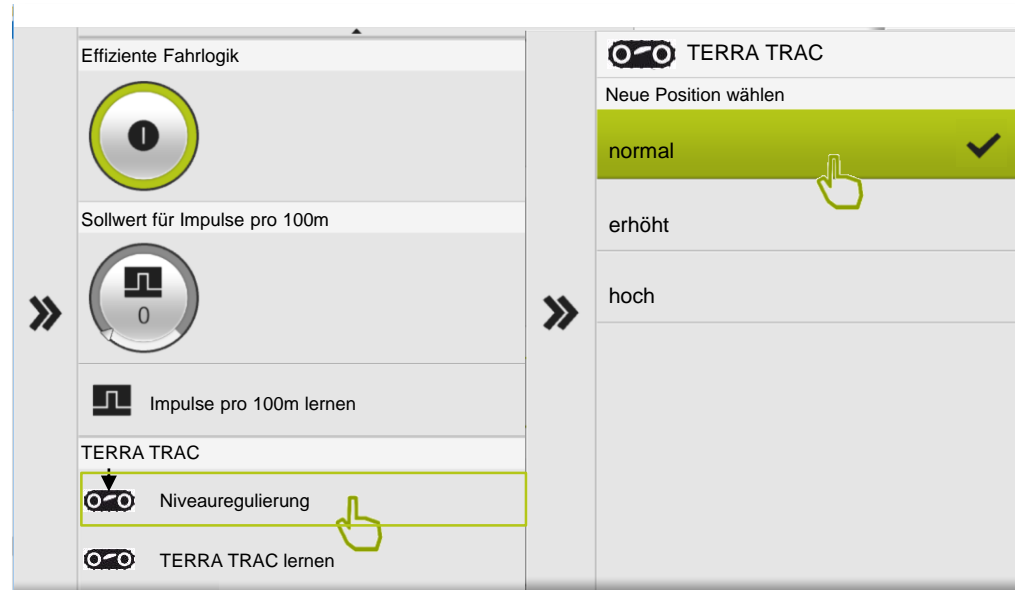 Effiziente Fahrlogik
Sollwert für Impulse pro 100m
0
Impulse pro 100m lernen
TERRA TRAC
Niveauregulierung
TERRA TRAC lernen
TERRA TRAC
Neue Position wählen
normal
erhöht
hoch